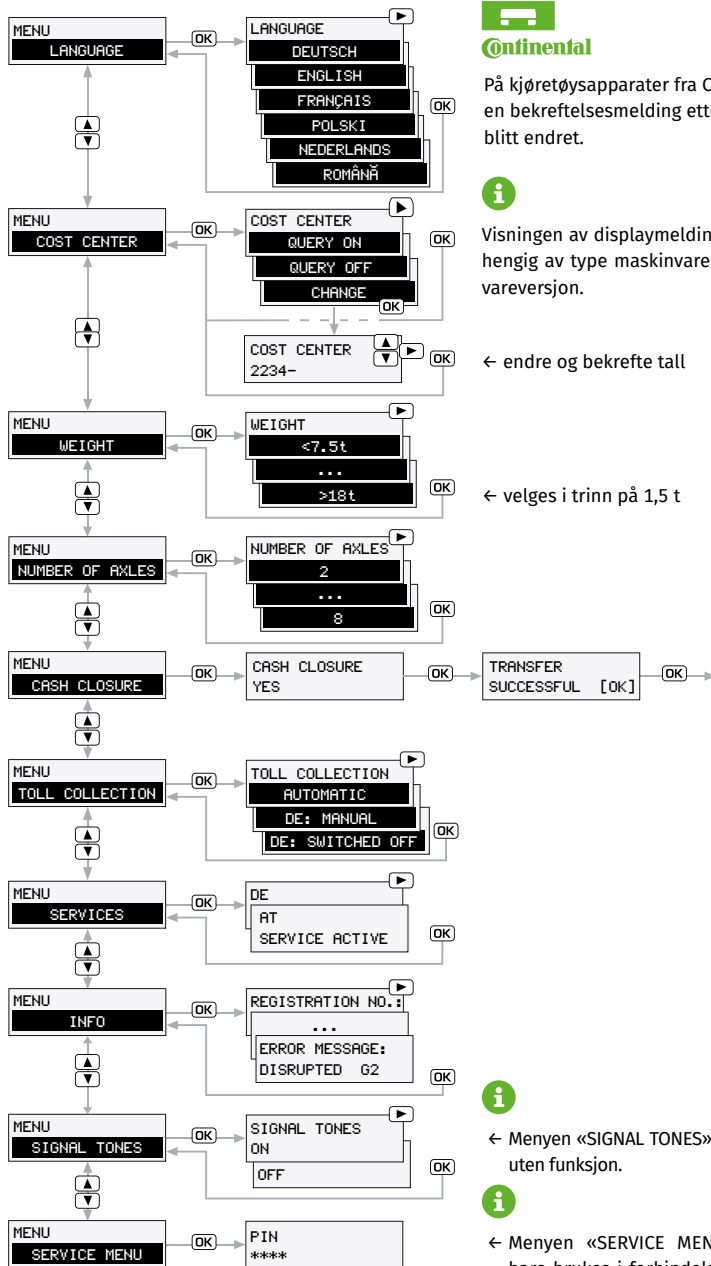 MENU
LANGUAGE
OK
LANGUAGE
DEUTSCH
ENGLISH
FRANÇAIS
POLSKI
NEDERLANDS
ROMÂNĂ
OK
Continental
På kjøretøysapparater fra
en bekreftelsesmelding
blitt endret.
MENU
COST CENTER
OK
COST CENTER
QUERY ON
QUERY OFF
CHANGE
OK
OK
COST CENTER
2234-
OK
Visningen av
hengig av type maskinvare
vareversjon.
← endre og bekrefte tall
MENU
WEIGHT
OK
WEIGHT
<7.5t
...
>18t
OK
← velges i trinn på 1,5 t
MENU
NUMBER OF AXLES
OK
NUMBER OF AXLES
2
...
8
OK
MENU
CASH CLOSURE
OK
CASH CLOSURE
YES
OK
TRANSFER
SUCCESSFUL [OK]
OK
MENU
TOLL COLLECTION
OK
TOLL COLLECTION
AUTOMATIC
DE: MANUAL
DE: SWITCHED OFF
OK
MENU
SERVICES
OK
DE
AT
SERVICE ACTIVE
OK
MENU
INFO
OK
REGISTRATION NO.:
...
ERROR MESSAGE:
DISRUPTED G2
OK
MENU
SIGNAL TONES
OK
SIGNAL TONES
ON
OFF
OK
← Menyen «SIGNAL TONES»
uten funksjon.
MENU
SERVICE MENU
OK
PIN
****
← Menyen «SERVICE